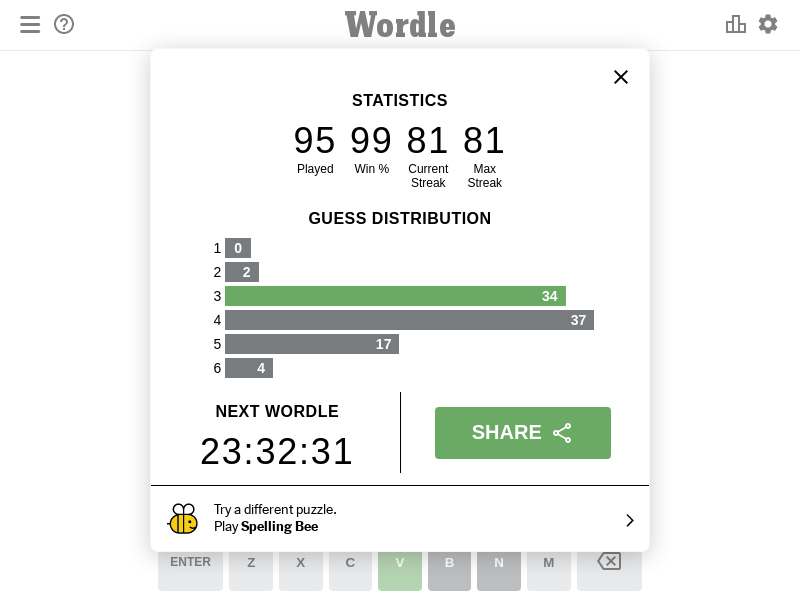 Wordle
STATISTICS
95 99 81 81
Played Win % Current Streak Max Streak
GUESS DISTRIBUTION
1 0
2 2
3 34
4 37
5 17
6 4
NEXT WORDLE
23:32:31
SHARE
Try a different puzzle.
Play Spelling Bee
ENTER Z X C V B N M